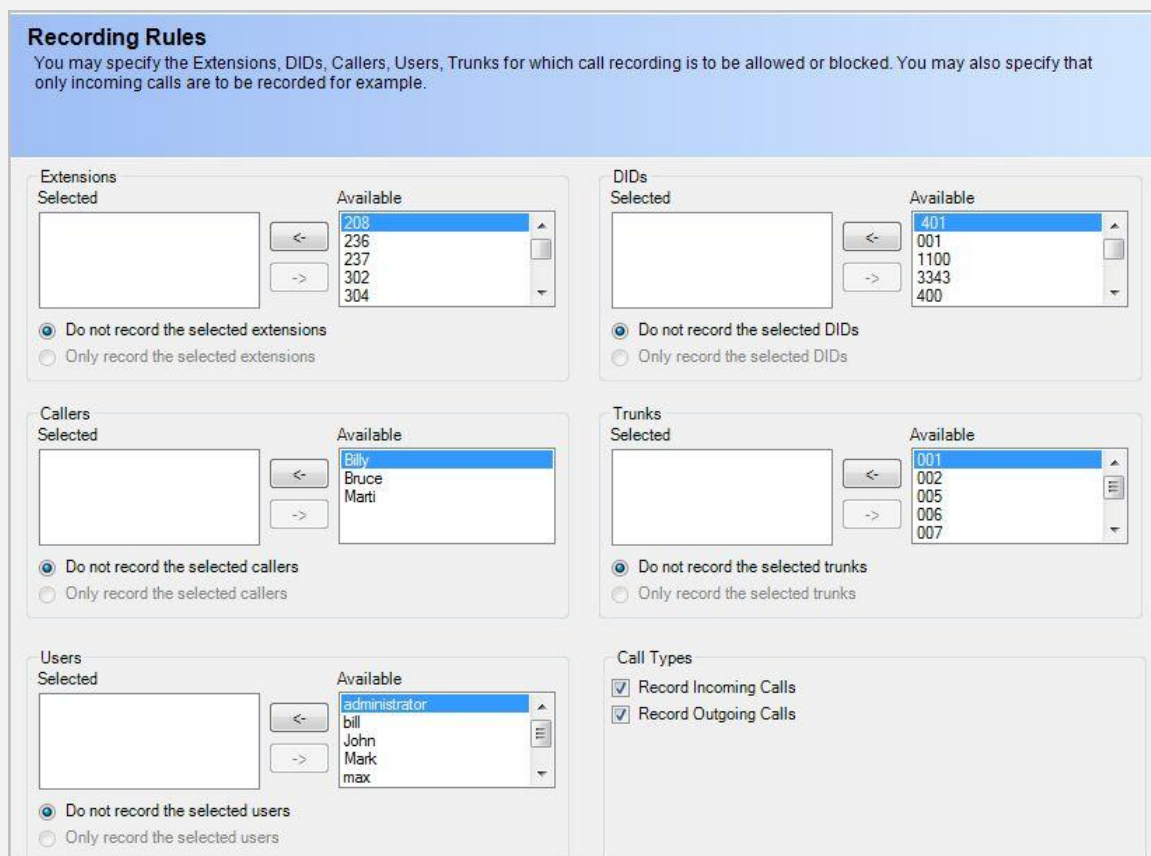 Recording Rules
You may specify the Extensions, DIDs, Callers, Users, Trunks for which call recording is to be allowed or blocked. You may also specify that
only incoming calls are to be recorded for example.
Extensions
Selected
Available
<-
->
208
236
237
302
304
Do not record the selected extensions
Only record the selected extensions
DIDs
Selected
Available
<-
->
401
001
1100
3343
400
Do not record the selected DIDs
Only record the selected DIDs
Callers
Selected
Available
<-
->
Billy
Bruce
Marti
Do not record the selected callers
Only record the selected callers
Trunks
Selected
Available
<-
->
001
002
005
006
007
Do not record the selected trunks
Only record the selected trunks
Users
Selected
Available
<-
->
administrator
bill
John
Mark
max
Do not record the selected users
Only record the selected users
Call Types
Record Incoming Calls
Record Outgoing Calls